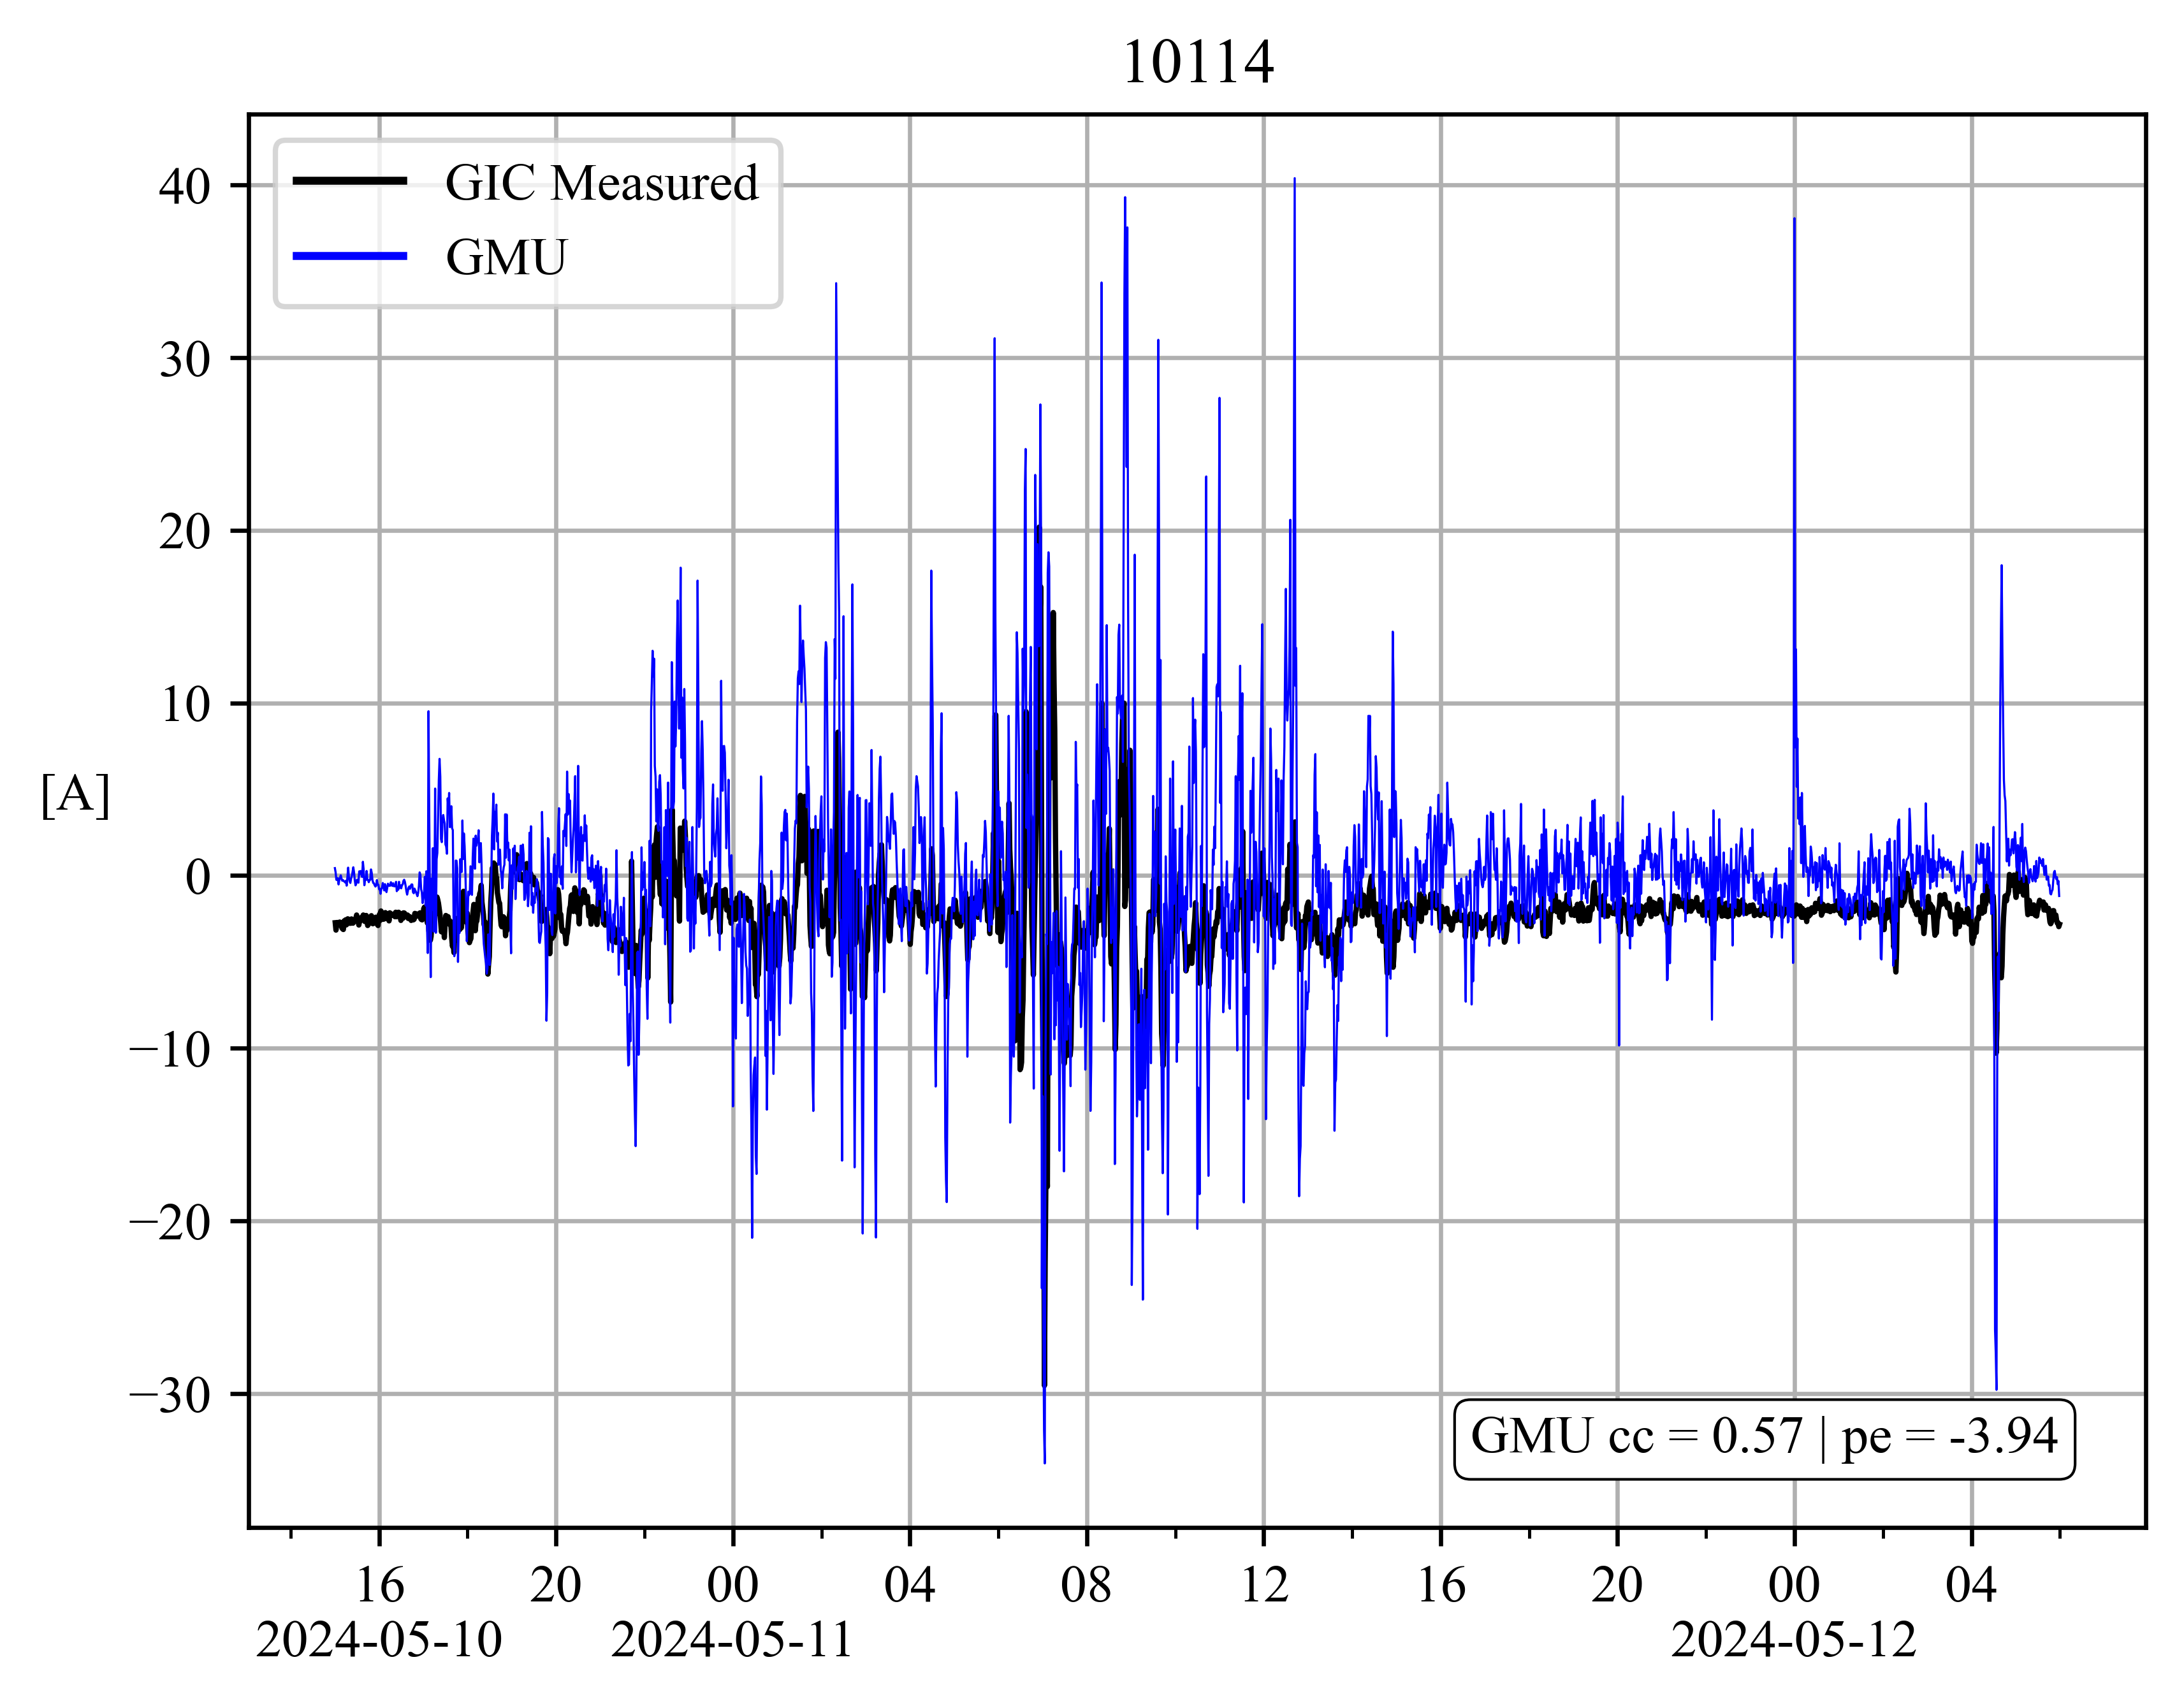 10114
GIC Measured
GMU
40
30
20
10
0
−10
−20
−30
[A]
GMU cc = 0.57 | pe = -3.94
16 20 00 04 08 12 16 20 00 04
2024-05-10 2024-05-11 2024-05-12